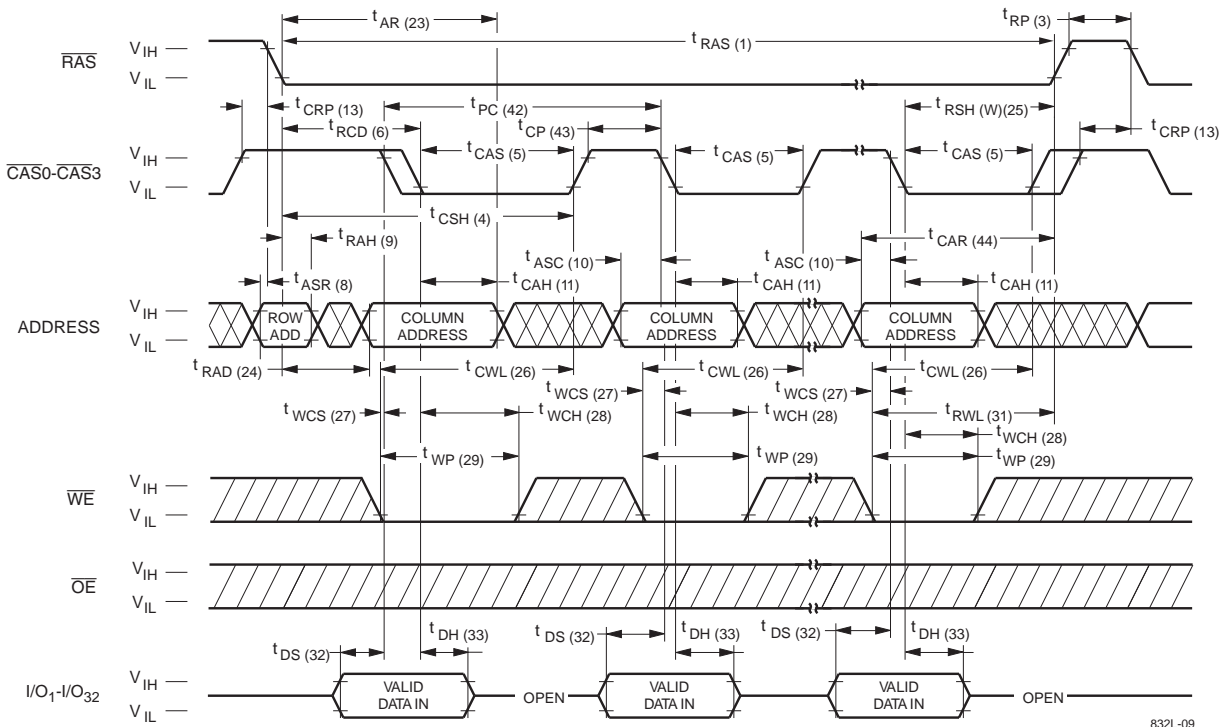 t AR (23)
t RP (3)
t RAS (1)
RAS
V IH
V IL
t CRP (13)
t PC (42)
t RSH (W)(25)
t RCD (6)
t CP (43)
t CRP (13)
t CAS (5)
t CAS (5)
t CAS (5)
CAS0-CAS3
V IH
V IL
t CSH (4)
t RAH (9)
t CAR (44)
t ASC (10)
t ASC (10)
t ASR (8)
t CAH (11)
t CAH (11)
t CAH (11)
ADDRESS
V IH
V IL
ROW ADD
COLUMN ADDRESS
COLUMN ADDRESS
COLUMN ADDRESS
t RAD (24)
t CWL (26)
t CWL (26)
t CWL (26)
t WCS (27)
t WCS (27)
t WCS (27)
t WCH (28)
t WCH (28)
t RWL (31)
t WCH (28)
t WP (29)
t WP (29)
t WP (29)
WE
V IH
V IL
OE
V IH
V IL
t DS (32)
t DH (33)
t DS (32)
t DH (33)
t DS (32)
t DH (33)
I/O1-I/O32
V IH
V IL
VALID DATA IN
OPEN
VALID DATA IN
VALID DATA IN
OPEN
832L-09